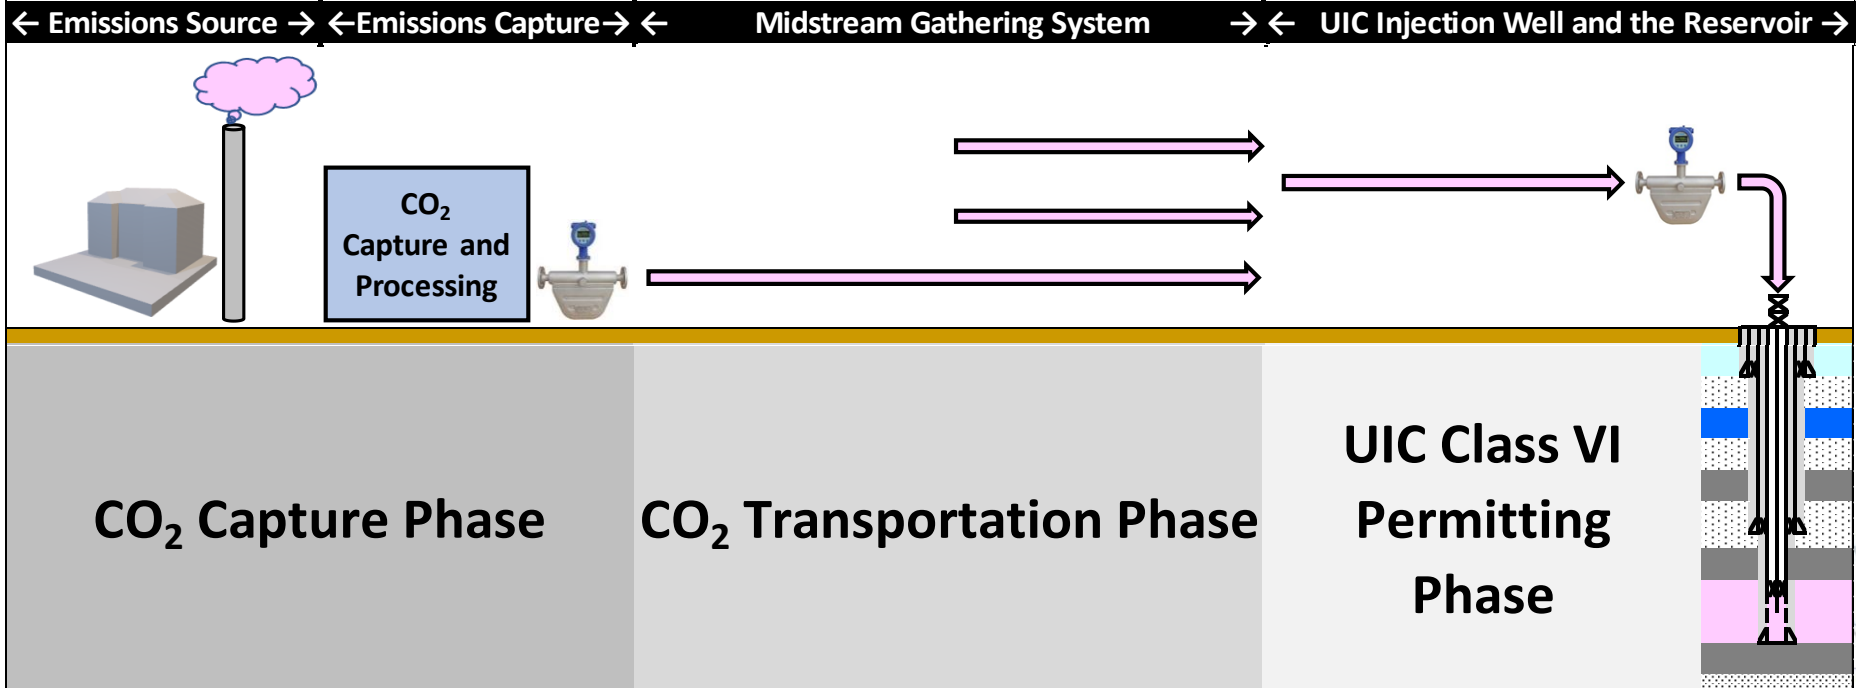 ← Emissions Source →
← Emissions Capture →
← Midstream Gathering System →
← UIC Injection Well and the Reservoir →
CO₂
Capture and
Processing
CO₂ Capture Phase
CO₂ Transportation Phase
UIC Class VI
Permitting
Phase